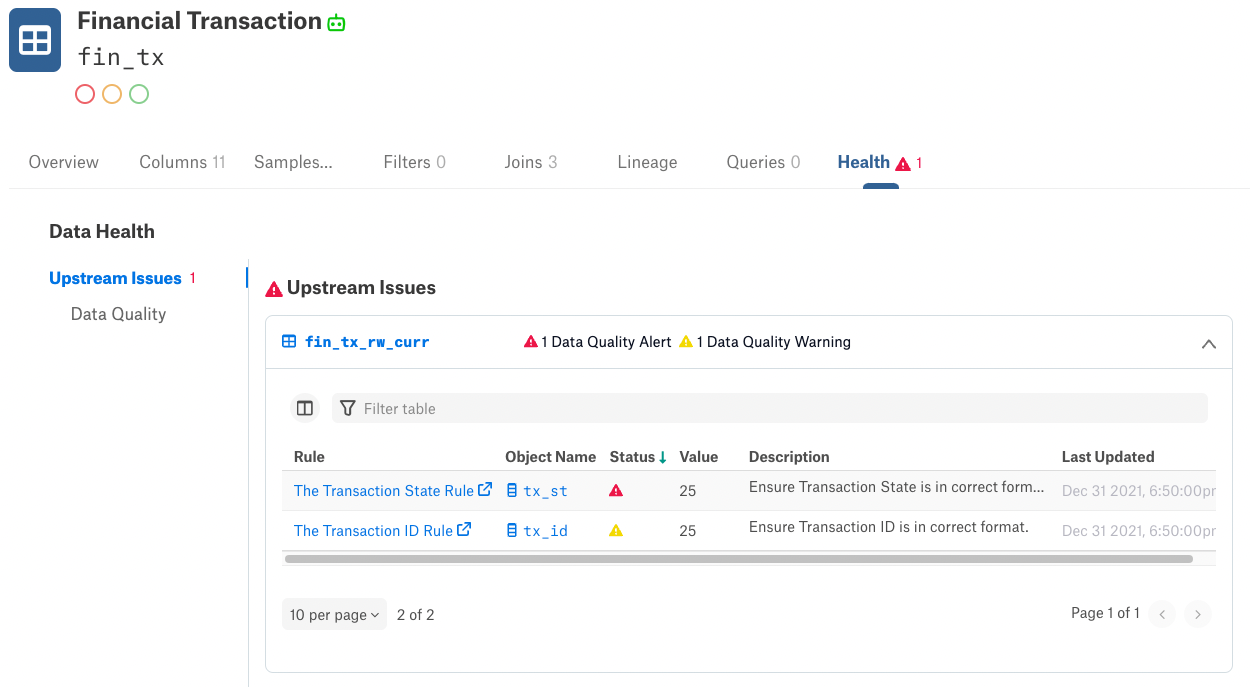 Financial Transaction
fin_tx
Overview Columns 11 Samples... Filters 0 Joins 3 Lineage Queries 0 Health 1
Data Health
Upstream Issues 1
Data Quality
Upstream Issues
fin_tx_rw_curr 1 Data Quality Alert 1 Data Quality Warning
Filter table
Rule Object Name Status Value Description Last Updated
The Transaction State Rule tx_st 25 Ensure Transaction State is in correct form... Dec 31 2021, 6:50:00pm
The Transaction ID Rule tx_id 25 Ensure Transaction ID is in correct format. Dec 31 2021, 6:50:00pm
10 per page 2 of 2 Page 1 of 1